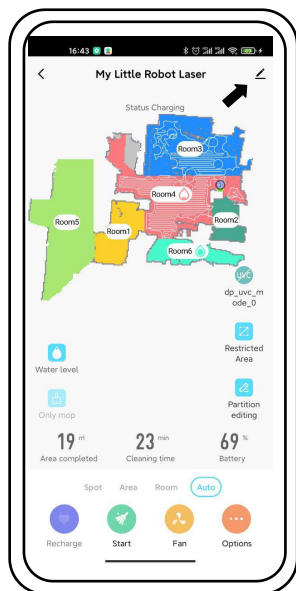 16:43
My Little Robot Laser
Status Charging
Room3
Room4
Room5
Room2
Room1
Room6
uvc
dp_uvc_m
ode_0
Restricted
Area
Water level
Partition
editing
Only mop
19 ㎡
Area completed
23 min
Cleaning time
69 %
Battery
Spot
Area
Room
Auto
Recharge
Start
Fan
Options